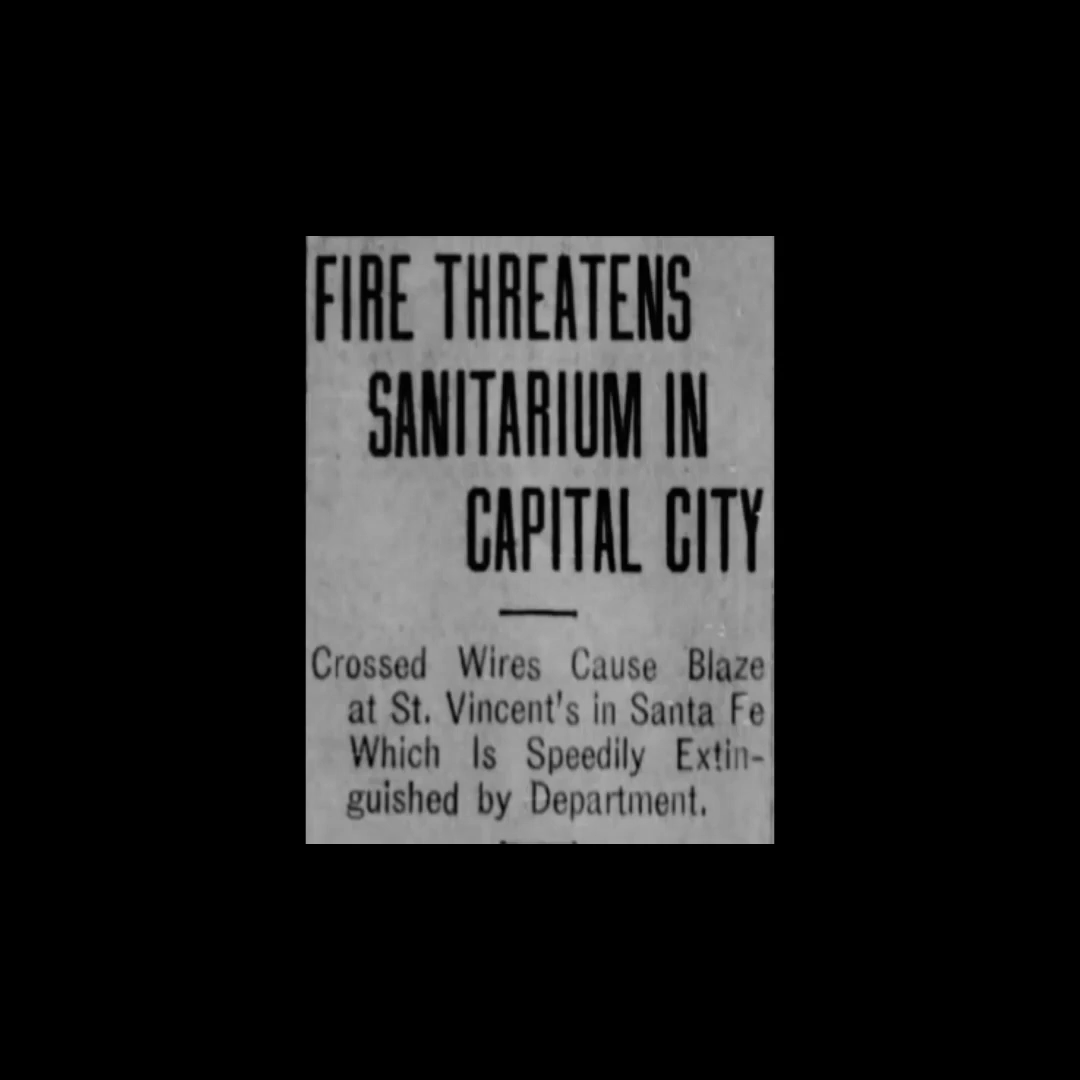 FIRE THREATENS
SANITARIUM IN
CAPITAL CITY
Crossed Wires Cause Blaze
at St. Vincent's in Santa Fe
Which Is Speedily Extin-
guished by Department.